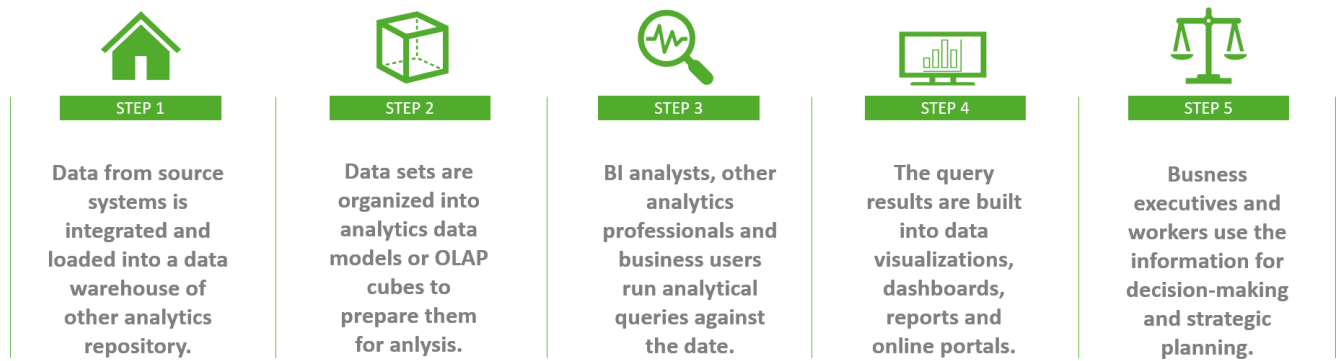 STEP 1
Data from source
systems is
integrated and
loaded into a data
warehouse of
other analytics
repository.
STEP 2
Data sets are
organized into
analytics data
models or OLAP
cubes to
prepare them
for anlysis.
STEP 3
BI analysts, other
analytics
professionals and
business users
run analytical
queries against
the date.
STEP 4
The query
results are built
into data
visualizations,
dashboards,
reports and
online portals.
STEP 5
Busness
executives and
workers use the
information for
decision-making
and strategic
planning.